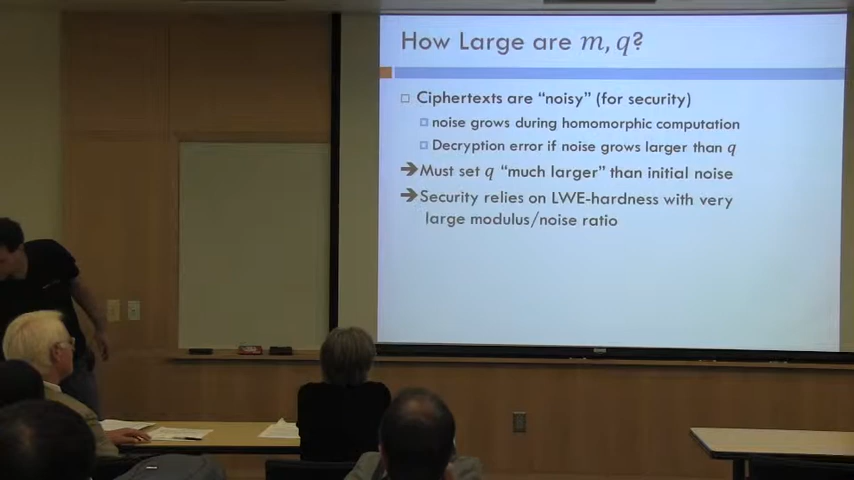 How Large are m, q?
Ciphertexts are "noisy" (for security)
noise grows during homomorphic computation
Decryption error if noise grows larger than q
Must set q "much larger" than initial noise
Security relies on LWE-hardness with very
large modulus/noise ratio